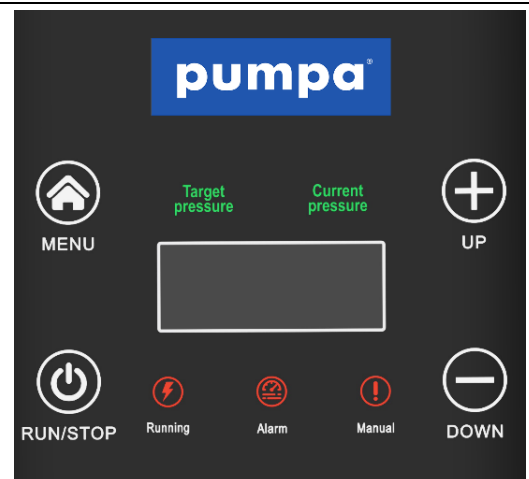 pumpa®
Target pressure
Current pressure
MENU
UP
RUN/STOP
Running
Alarm
Manual
DOWN